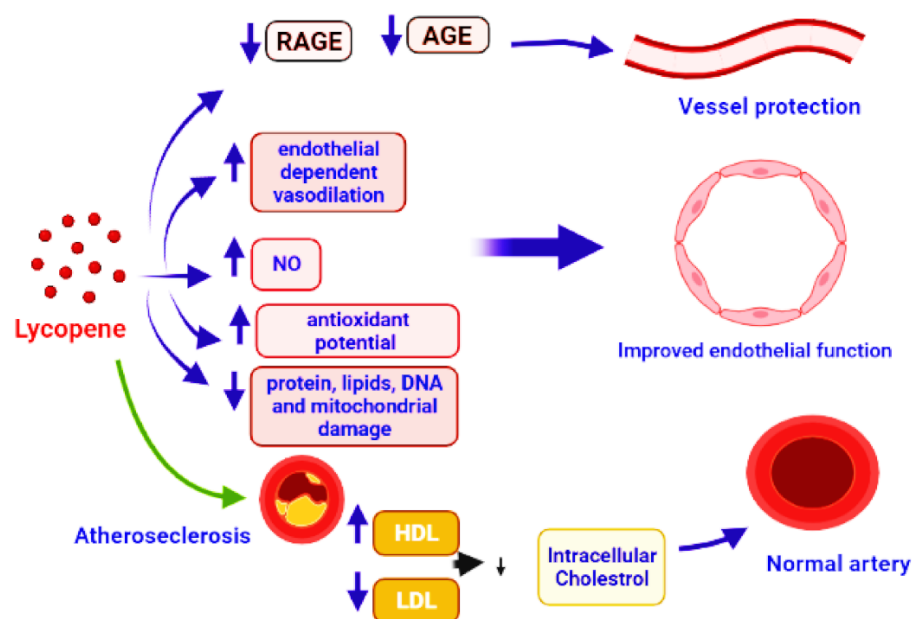 RAGE
AGE
Vessel protection
endothelial
dependent
vasodilation
NO
Lycopene
antioxidant
potential
Improved endothelial function
protein, lipids, DNA
and mitochondrial
damage
Atheroseclerosis
HDL
LDL
Intracellular
Cholestrol
Normal artery